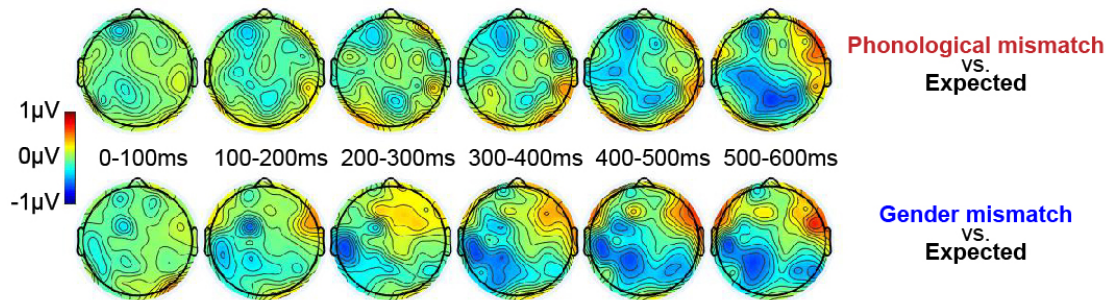 Phonological mismatch
vs.
Expected
1µV
0µV
-1µV
0-100ms 100-200ms 200-300ms 300-400ms 400-500ms 500-600ms
Gender mismatch
vs.
Expected